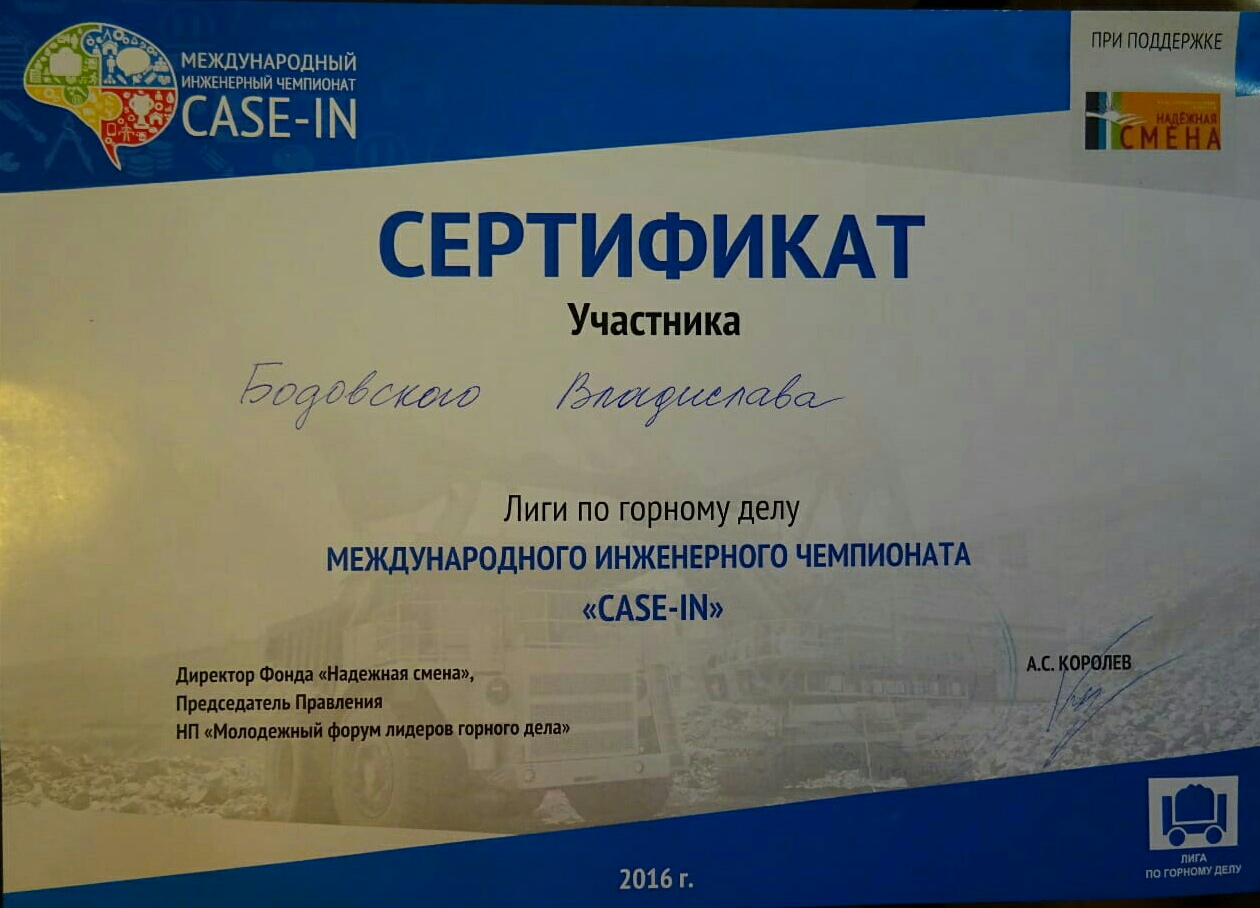 МЕЖДУНАРОДНЫЙ
ИНЖЕНЕРНЫЙ ЧЕМПИОНАТ
CASE-IN
ПРИ ПОДДЕРЖКЕ
НАДЁЖНАЯ
СМЕНА
СЕРТИФИКАТ
Участника
Бодовского Владислава
Лиги по горному делу
МЕЖДУНАРОДНОГО ИНЖЕНЕРНОГО ЧЕМПИОНАТА
«CASE-IN»
Директор Фонда «Надежная смена»,
Председатель Правления
НП «Молодежный форум лидеров горного дела»
А.С. КОРОЛЕВ
2016 г.
ЛИГА
ПО ГОРНОМУ ДЕЛУ